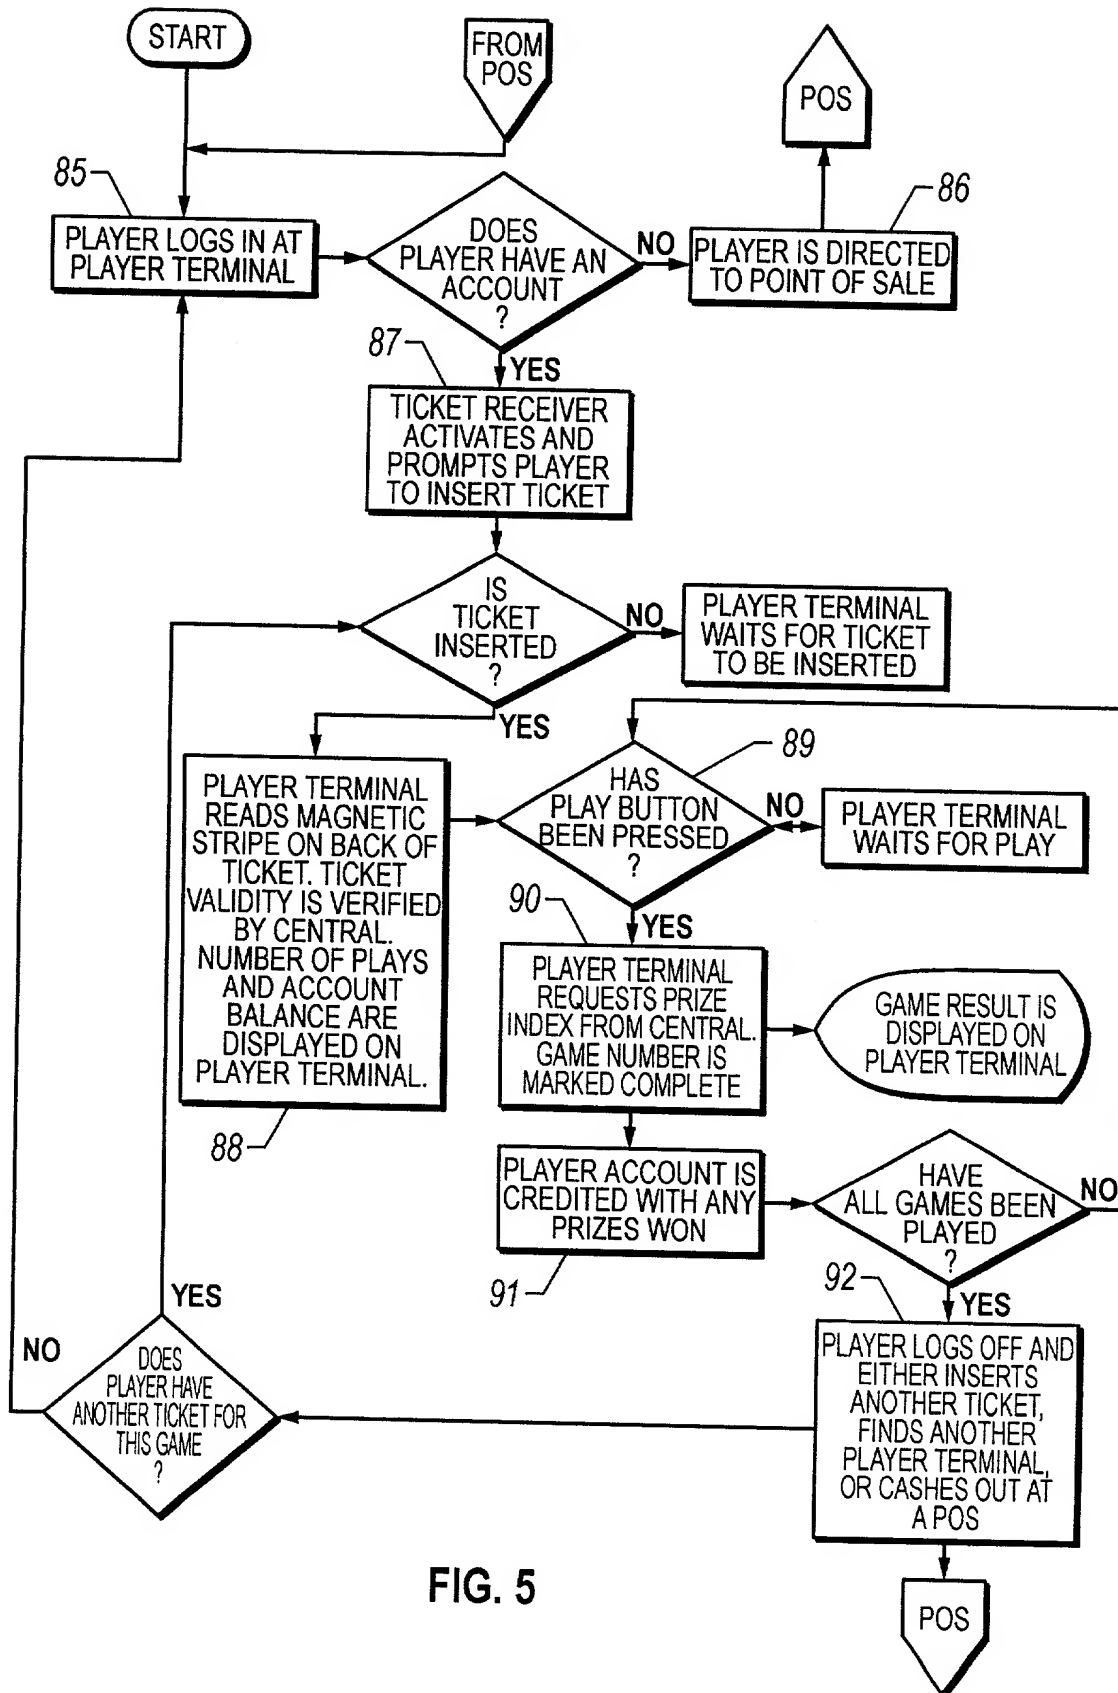 START
FROM
POS
POS
85
PLAYER LOGS IN AT
PLAYER TERMINAL
DOES
PLAYER HAVE AN
ACCOUNT
?
NO
86
PLAYER IS DIRECTED
TO POINT OF SALE
YES
87
TICKET RECEIVER
ACTIVATES AND
PROMPTS PLAYER
TO INSERT TICKET
IS
TICKET
INSERTED
?
NO
PLAYER TERMINAL
WAITS FOR TICKET
TO BE INSERTED
YES
PLAYER TERMINAL
READS MAGNETIC
STRIPE ON BACK OF
TICKET. TICKET
VALIDITY IS VERIFIED
BY CENTRAL.
NUMBER OF PLAYS
AND ACCOUNT
BALANCE ARE
DISPLAYED ON
PLAYER TERMINAL.
88
89
HAS
PLAY BUTTON
BEEN PRESSED
?
NO
PLAYER TERMINAL
WAITS FOR PLAY
YES
90
PLAYER TERMINAL
REQUESTS PRIZE
INDEX FROM CENTRAL.
GAME NUMBER IS
MARKED COMPLETE
GAME RESULT IS
DISPLAYED ON
PLAYER TERMINAL
PLAYER ACCOUNT IS
CREDITED WITH ANY
PRIZES WON
91
HAVE
ALL GAMES BEEN
PLAYED
?
NO
YES
92
PLAYER LOGS OFF AND
EITHER INSERTS
ANOTHER TICKET,
FINDS ANOTHER
PLAYER TERMINAL,
OR CASHES OUT AT
A POS
YES
NO
DOES
PLAYER HAVE
ANOTHER TICKET FOR
THIS GAME
?
POS
FIG. 5